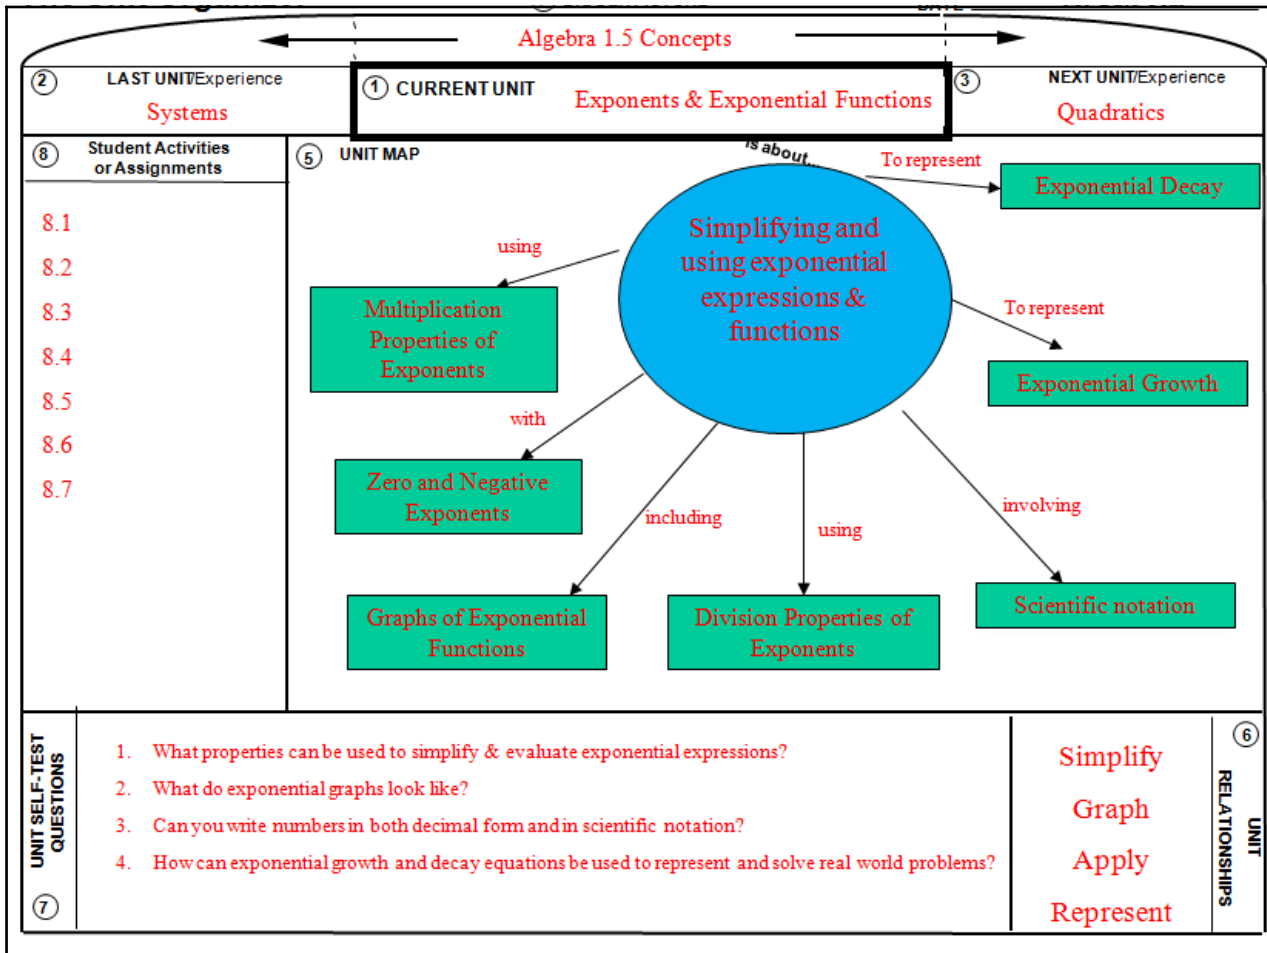 Algebra 1.5 Concepts
2 LAST UNIT/Experience
Systems
1 CURRENT UNIT
Exponents & Exponential Functions
3 NEXT UNIT/Experience
Quadratics
8 Student Activities
or Assignments
8.1
8.2
8.3
8.4
8.5
8.6
8.7
5 UNIT MAP
is about...
Simplifying and
using exponential
expressions &
functions
To represent
Exponential Decay
using
Multiplication
Properties of
Exponents
To represent
Exponential Growth
with
Zero and Negative
Exponents
including
Graphs of Exponential
Functions
using
Division Properties of
Exponents
involving
Scientific notation
UNIT SELF-TEST
QUESTIONS
7
1. What properties can be used to simplify & evaluate exponential expressions?
2. What do exponential graphs look like?
3. Can you write numbers in both decimal form and in scientific notation?
4. How can exponential growth and decay equations be used to represent and solve real world problems?
Simplify
Graph
Apply
Represent
6
UNIT
RELATIONSHIPS